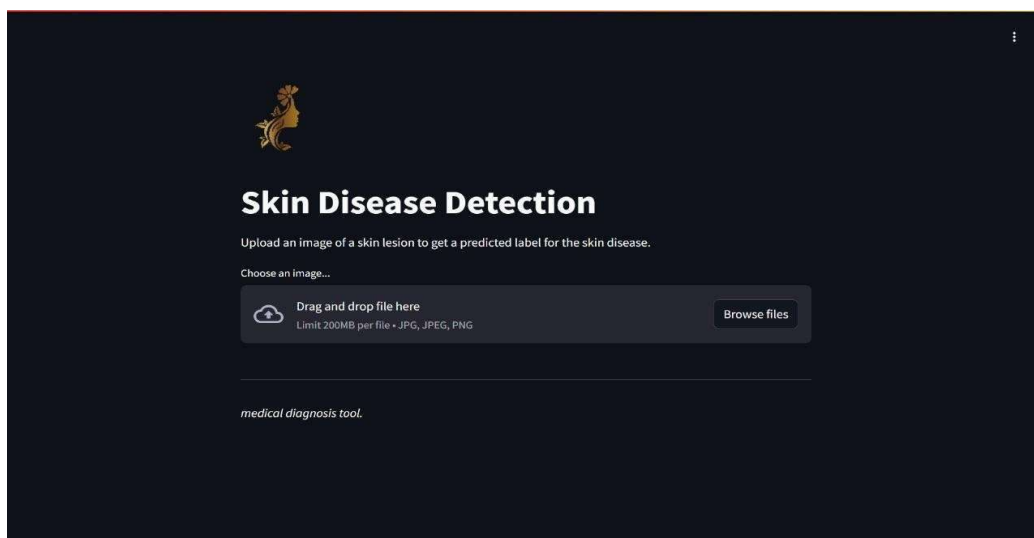 Skin Disease Detection
Upload an image of a skin lesion to get a predicted label for the skin disease.
Choose an image...
Drag and drop file here
Limit 200MB per file • JPG, JPEG, PNG
Browse files
medical diagnosis tool.